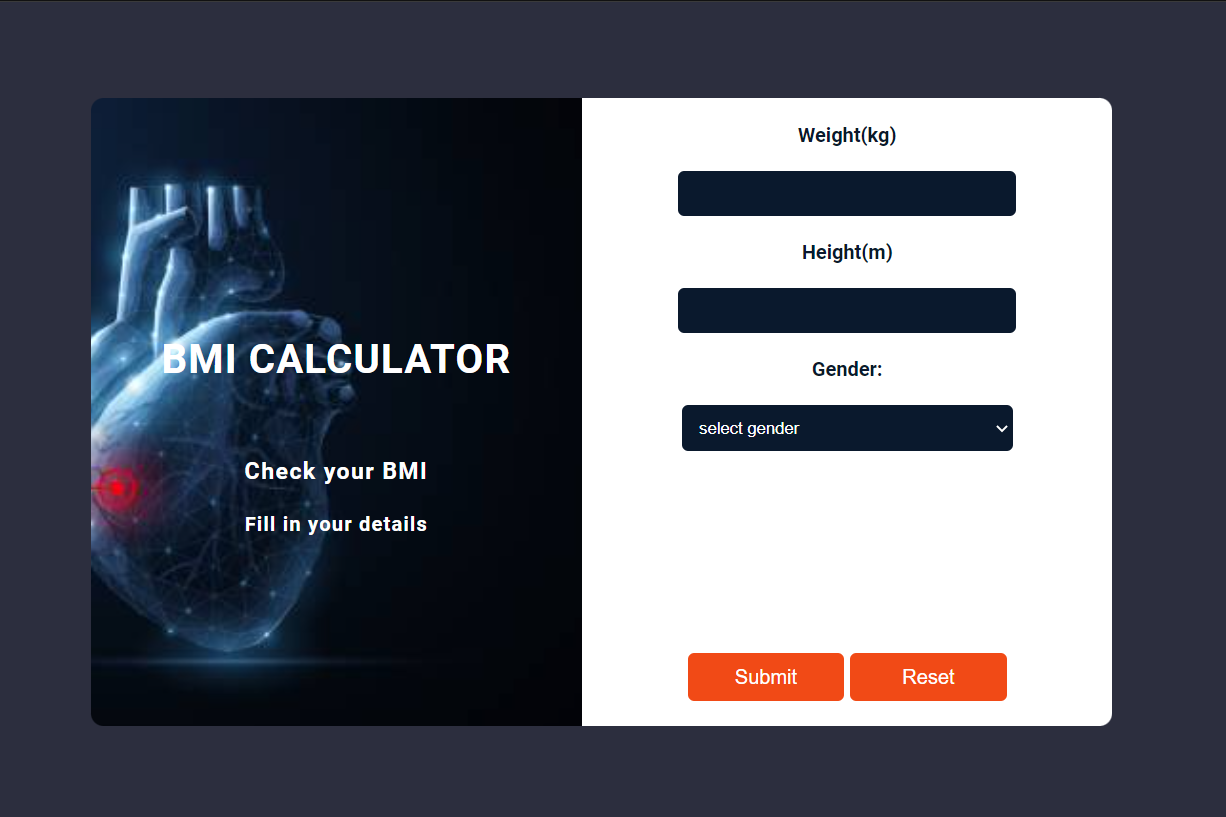 BMI CALCULATOR
Check your BMI
Fill in your details
Weight(kg)
Height(m)
Gender:
select gender
Submit Reset